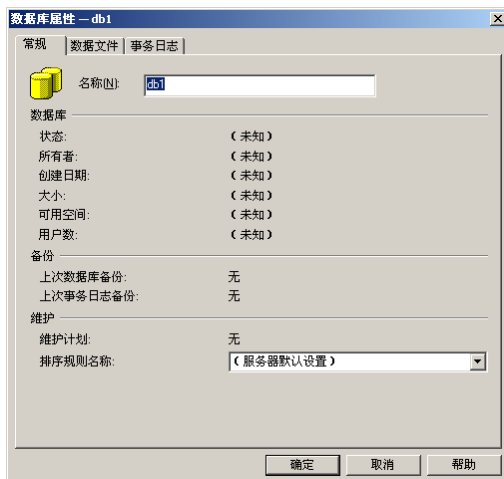 数据库属性 — db1
常规 数据文件 事务日志
名称(N): db1
数据库
状态: (未知)
所有者: (未知)
创建日期: (未知)
大小: (未知)
可用空间: (未知)
用户数: (未知)
备份
上次数据库备份: 无
上次事务日志备份: 无
维护
维护计划: 无
排序规则名称: (服务器默认设置)
确定 取消 帮助